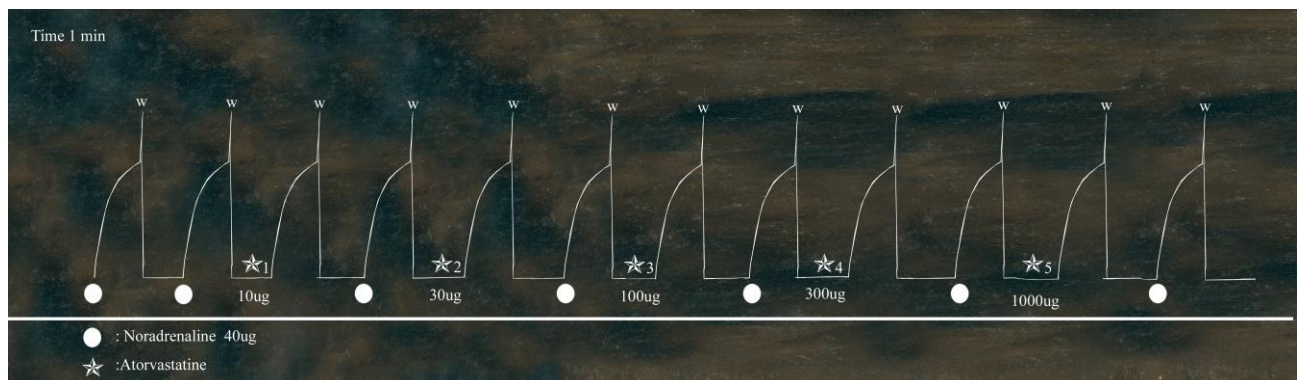 Time 1 min
W W W W W W W W W W W W
1 2 3 4 5
10ug 30ug 100ug 300ug 1000ug
: Noradrenaline 40ug
:Atorvastatine